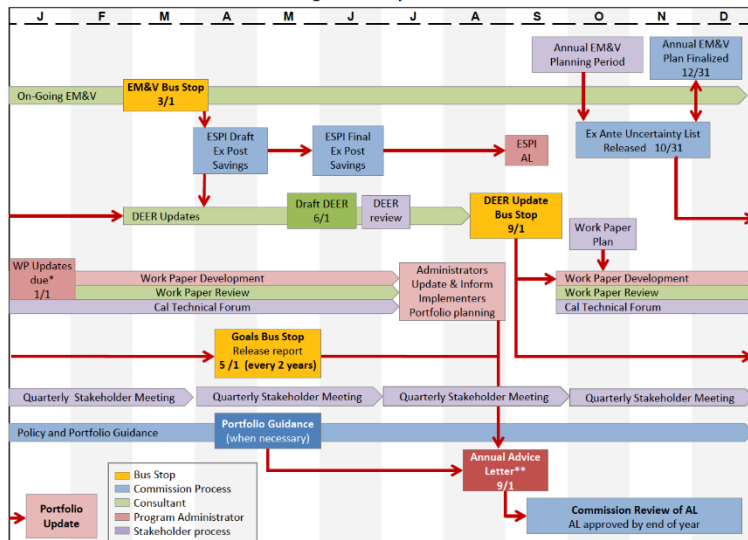 J F M A M J J A S O N D
Annual EM&V
Planning Period
Annual EM&V
Plan Finalized
12/31
On-Going EM&V
EM&V Bus Stop
3/1
ESPI Draft
Ex Post
Savings
ESPI Final
Ex Post
Savings
ESPI
AL
Ex Ante Uncertainty List
Released 10/31
DEER Updates
Draft DEER
6/1
DEER
review
DEER Update
Bus Stop
9/1
Work Paper
Plan
WP Updates
due*
1/1
Work Paper Development
Work Paper Review
Cal Technical Forum
Administrators
Update & Inform
Implementers
Portfolio planning
Work Paper Development
Work Paper Review
Cal Technical Forum
Goals Bus Stop
Release report
5 /1 (every 2 years)
Quarterly Stakeholder Meeting
Quarterly Stakeholder Meeting
Quarterly Stakeholder Meeting
Quarterly Stakeholder Meeting
Policy and Portfolio Guidance
Portfolio Guidance
(when necessary)
Annual Advice
Letter**
9/1
Bus Stop
Commission Process
Consultant
Program Administrator
Stakeholder process
Portfolio
Update
Commission Review of AL
AL approved by end of year